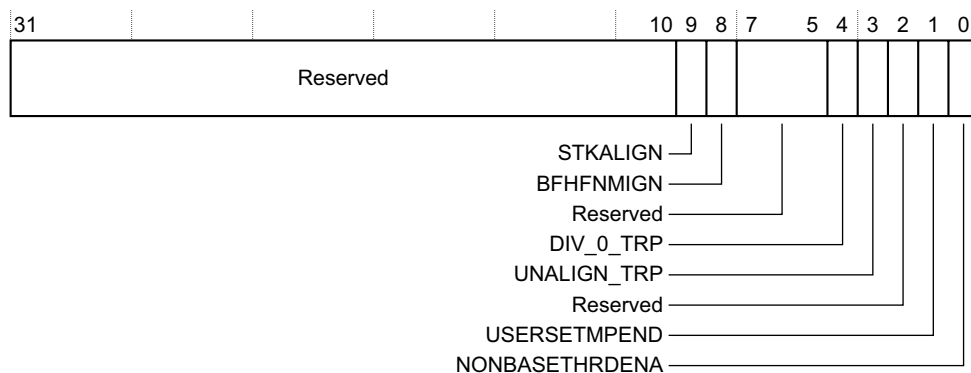 31 10 9 8 7 5 4 3 2 1 0
Reserved
STKALIGN
BFHFNMIGN
Reserved
DIV_0_TRP
UNALIGN_TRP
Reserved
USERSETMPEND
NONBASETHRDENA